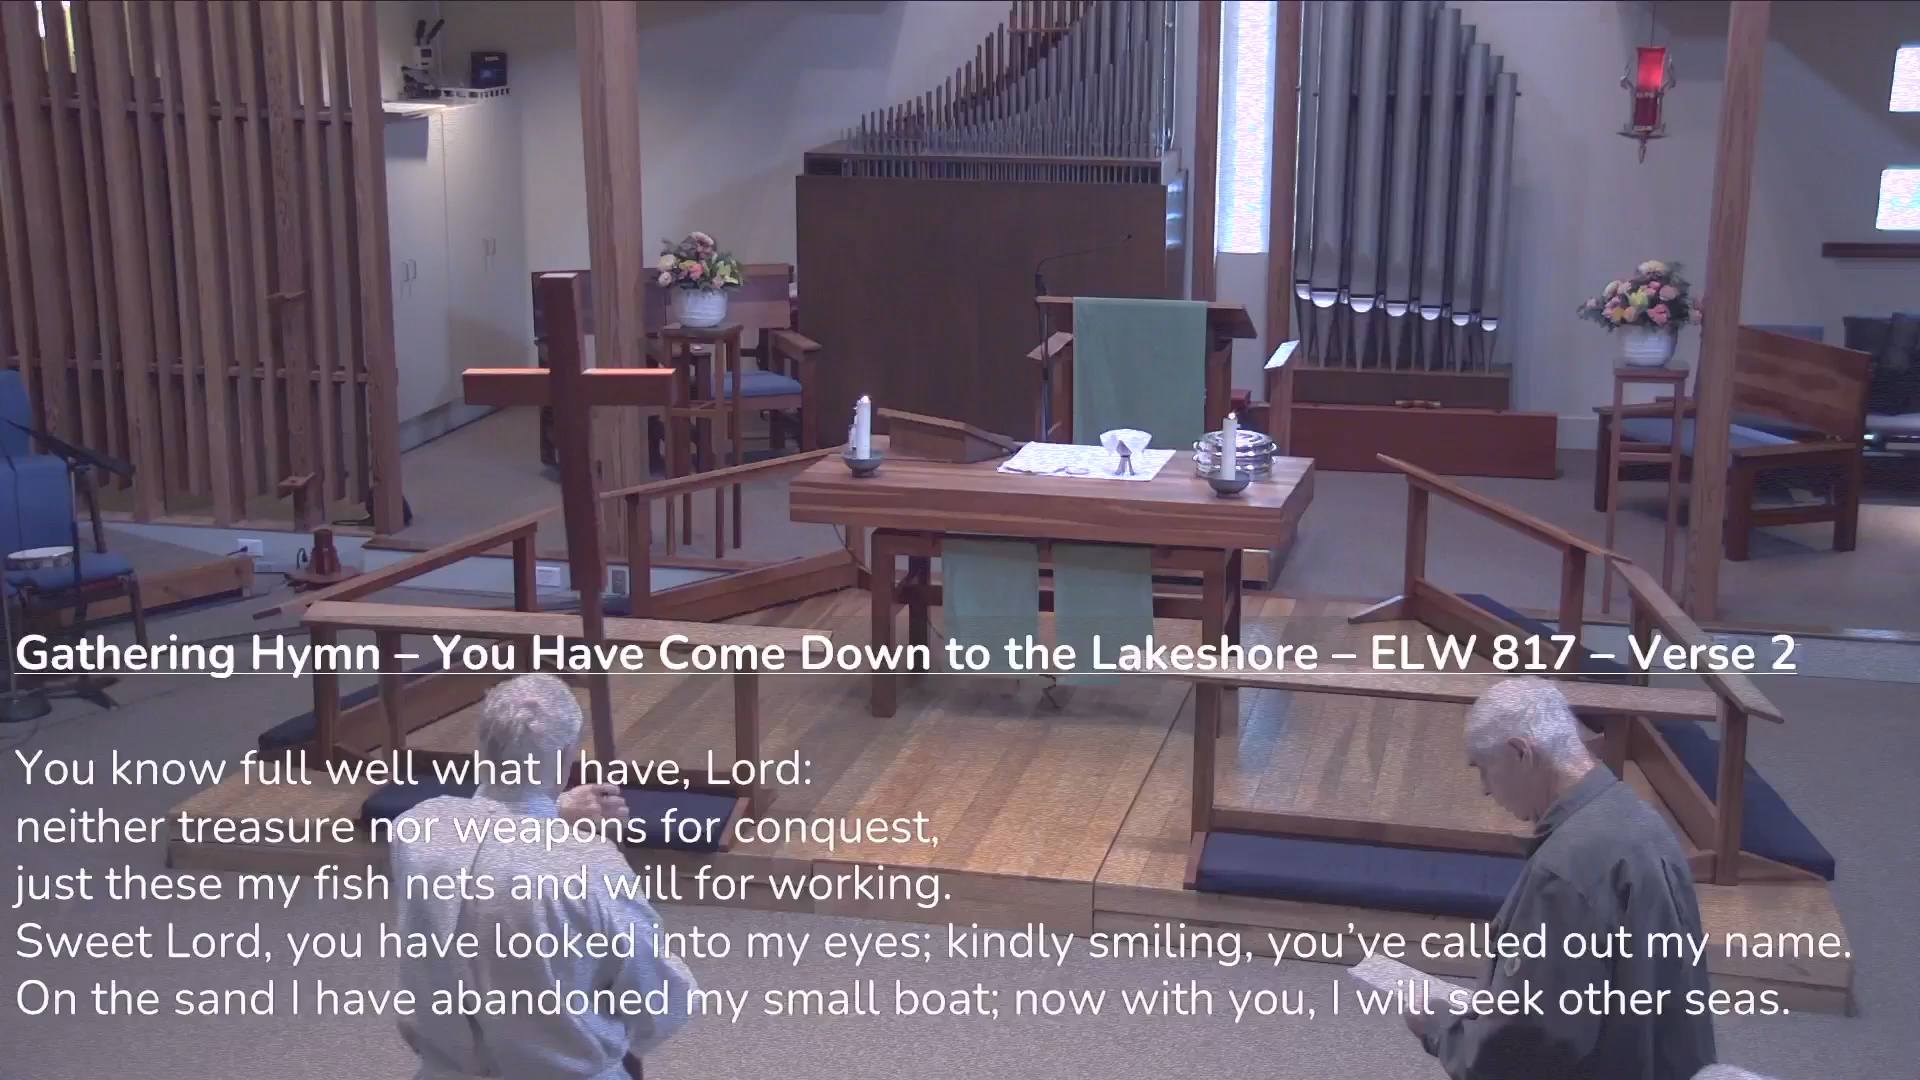 Gathering Hymn – You Have Come Down to the Lakeshore – ELW 817 – Verse 2
You know full well what I have, Lord:
neither treasure nor weapons for conquest,
just these my fish nets and will for working.
Sweet Lord, you have looked into my eyes; kindly smiling, you’ve called out my name.
On the sand I have abandoned my small boat; now with you, I will seek other seas.